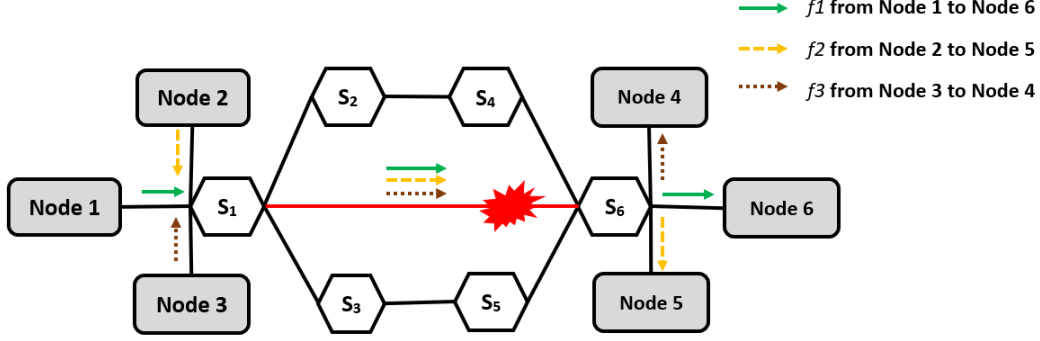 f1 from Node 1 to Node 6
f2 from Node 2 to Node 5
f3 from Node 3 to Node 4
Node 2
S2
S4
Node 4
Node 1
S1
S6
Node 6
Node 3
S3
S5
Node 5